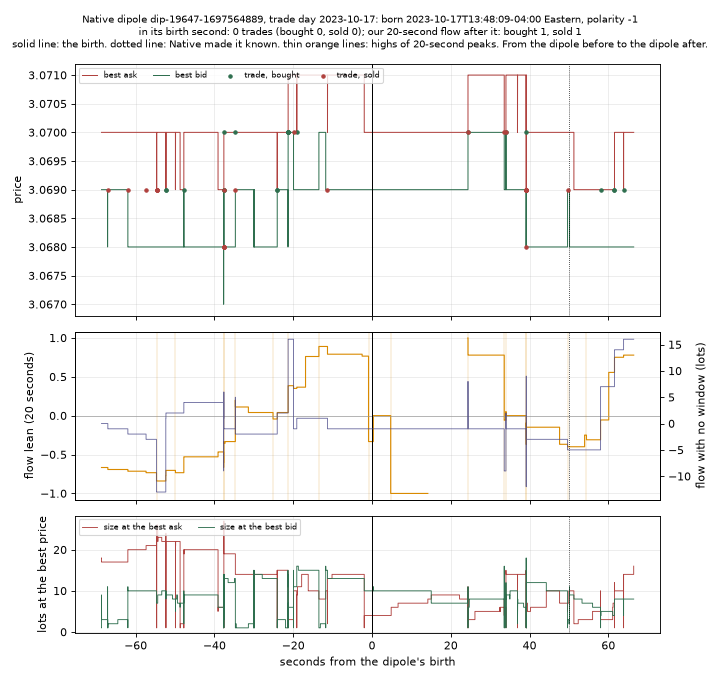 Native dipole dip-19647-1697564889, trade day 2023-10-17: born 2023-10-17T13:48:09-04:00 Eastern, polarity -1
in its birth second: 0 trades (bought 0, sold 0); our 20-second flow after it: bought 1, sold 1
solid line: the birth. dotted line: Native made it known. thin orange lines: highs of 20-second peaks. From the dipole before to the dipole after.
best ask best bid trade, bought trade, sold
3.0710
3.0705
3.0700
3.0695
3.0690
3.0685
3.0680
3.0675
3.0670
price
1.0
0.5
0.0
−0.5
−1.0
flow lean (20 seconds)
15
10
5
0
−5
−10
flow with no window (lots)
size at the best ask size at the best bid
20
10
0
lots at the best price
−60 −40 −20 0 20 40 60
seconds from the dipole's birth